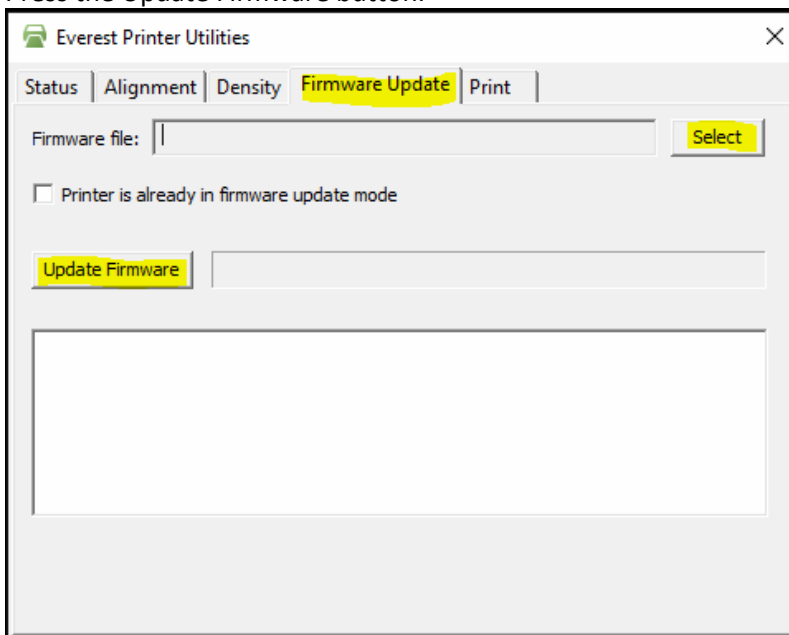 Press the Update Firmware button.
Everest Printer Utilities
Status Alignment Density Firmware Update Print
Firmware file: Select
Printer is already in firmware update mode
Update Firmware